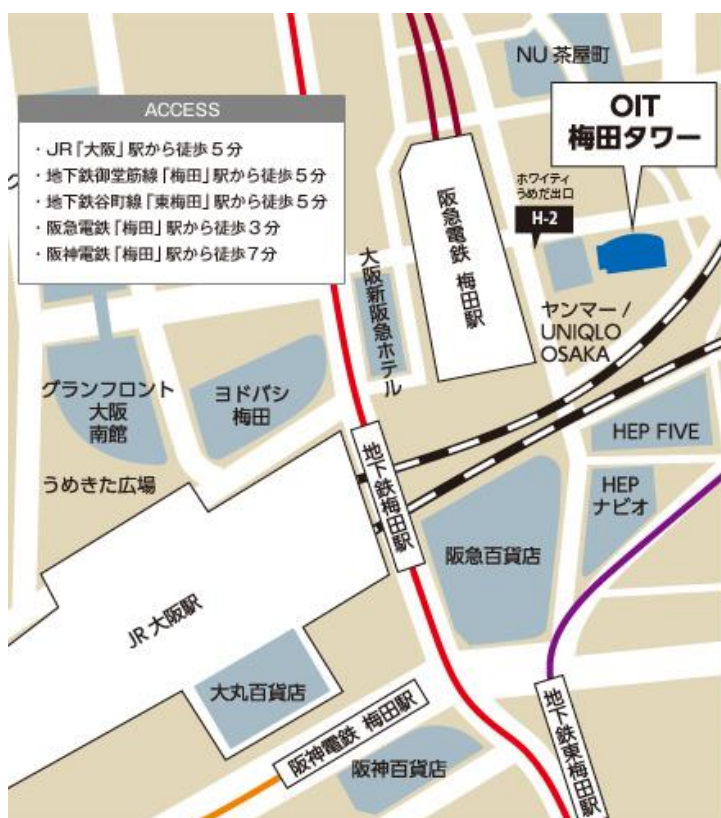 NU 茶屋町
OIT
梅田タワー
ACCESS
・JR「大阪」駅から徒歩5分
・地下鉄御堂筋線「梅田」駅から徒歩5分
・地下鉄谷町線「東梅田」駅から徒歩5分
・阪急電鉄「梅田」駅から徒歩3分
・阪神電鉄「梅田」駅から徒歩7分
ホワイティ
うめだ出口
H-2
阪急電鉄 梅田駅
大阪新阪急ホテル
ヤンマー /
UNIQLO
OSAKA
グランフロント
大阪
南館
ヨドバシ
梅田
HEP FIVE
うめきた広場
地下鉄梅田駅
HEP
ナビオ
阪急百貨店
JR 大阪駅
大丸百貨店
阪神電鉄 梅田駅
地下鉄東梅田駅
阪神百貨店